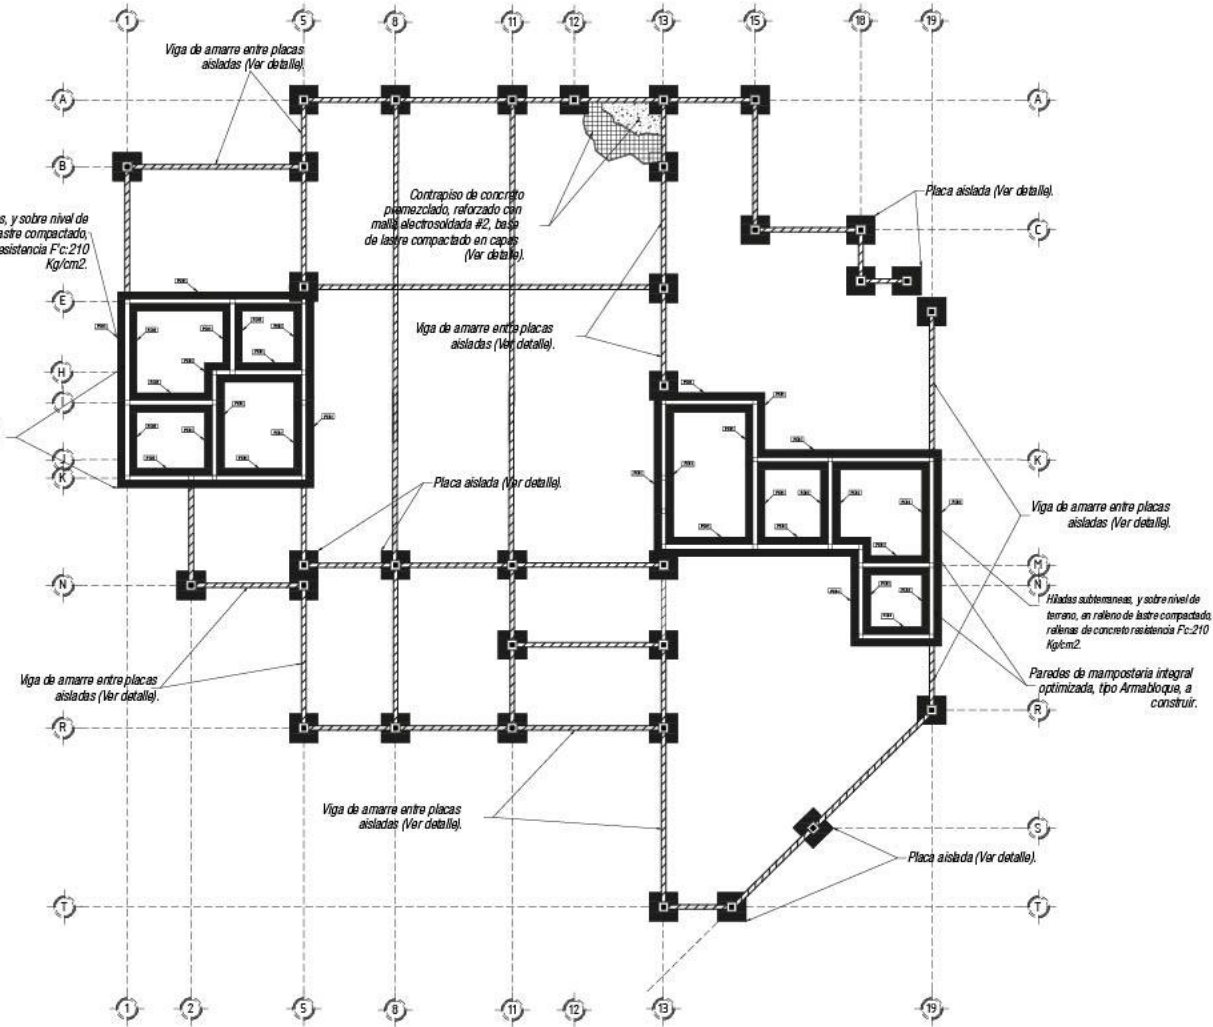 1 5 8 11 12 13 15 18 19
Viga de amarre entre placas
aisladas (Ver detalle).
A A
B
Contrapiso de concreto
premezclado, reforzado con
malla electrosoldada #2, base
de lastre compactado en capas
(Ver detalle).
Placa aislada (Ver detalle).
s, y sobre nivel de
astre compactado,
esistencia F'c:210
Kg/cm2.
C
E
Viga de amarre entre placas
aisladas (Ver detalle).
H
I
J
K K
Placa aislada (Ver detalle).
Viga de amarre entre placas
aisladas (Ver detalle).
M
N N
Hiladas subterraneas, y sobre nivel de
terreno, en relleno de lastre compactado,
rellenas de concreto resistencia F'c:210
Kg/cm2.
Viga de amarre entre placas
aisladas (Ver detalle).
Paredes de mamposteria integral
optimizada, tipo Armabloque, a
construir.
R R
Viga de amarre entre placas
aisladas (Ver detalle).
S
Placa aislada (Ver detalle).
T T
1 2 5 8 11 12 13 19